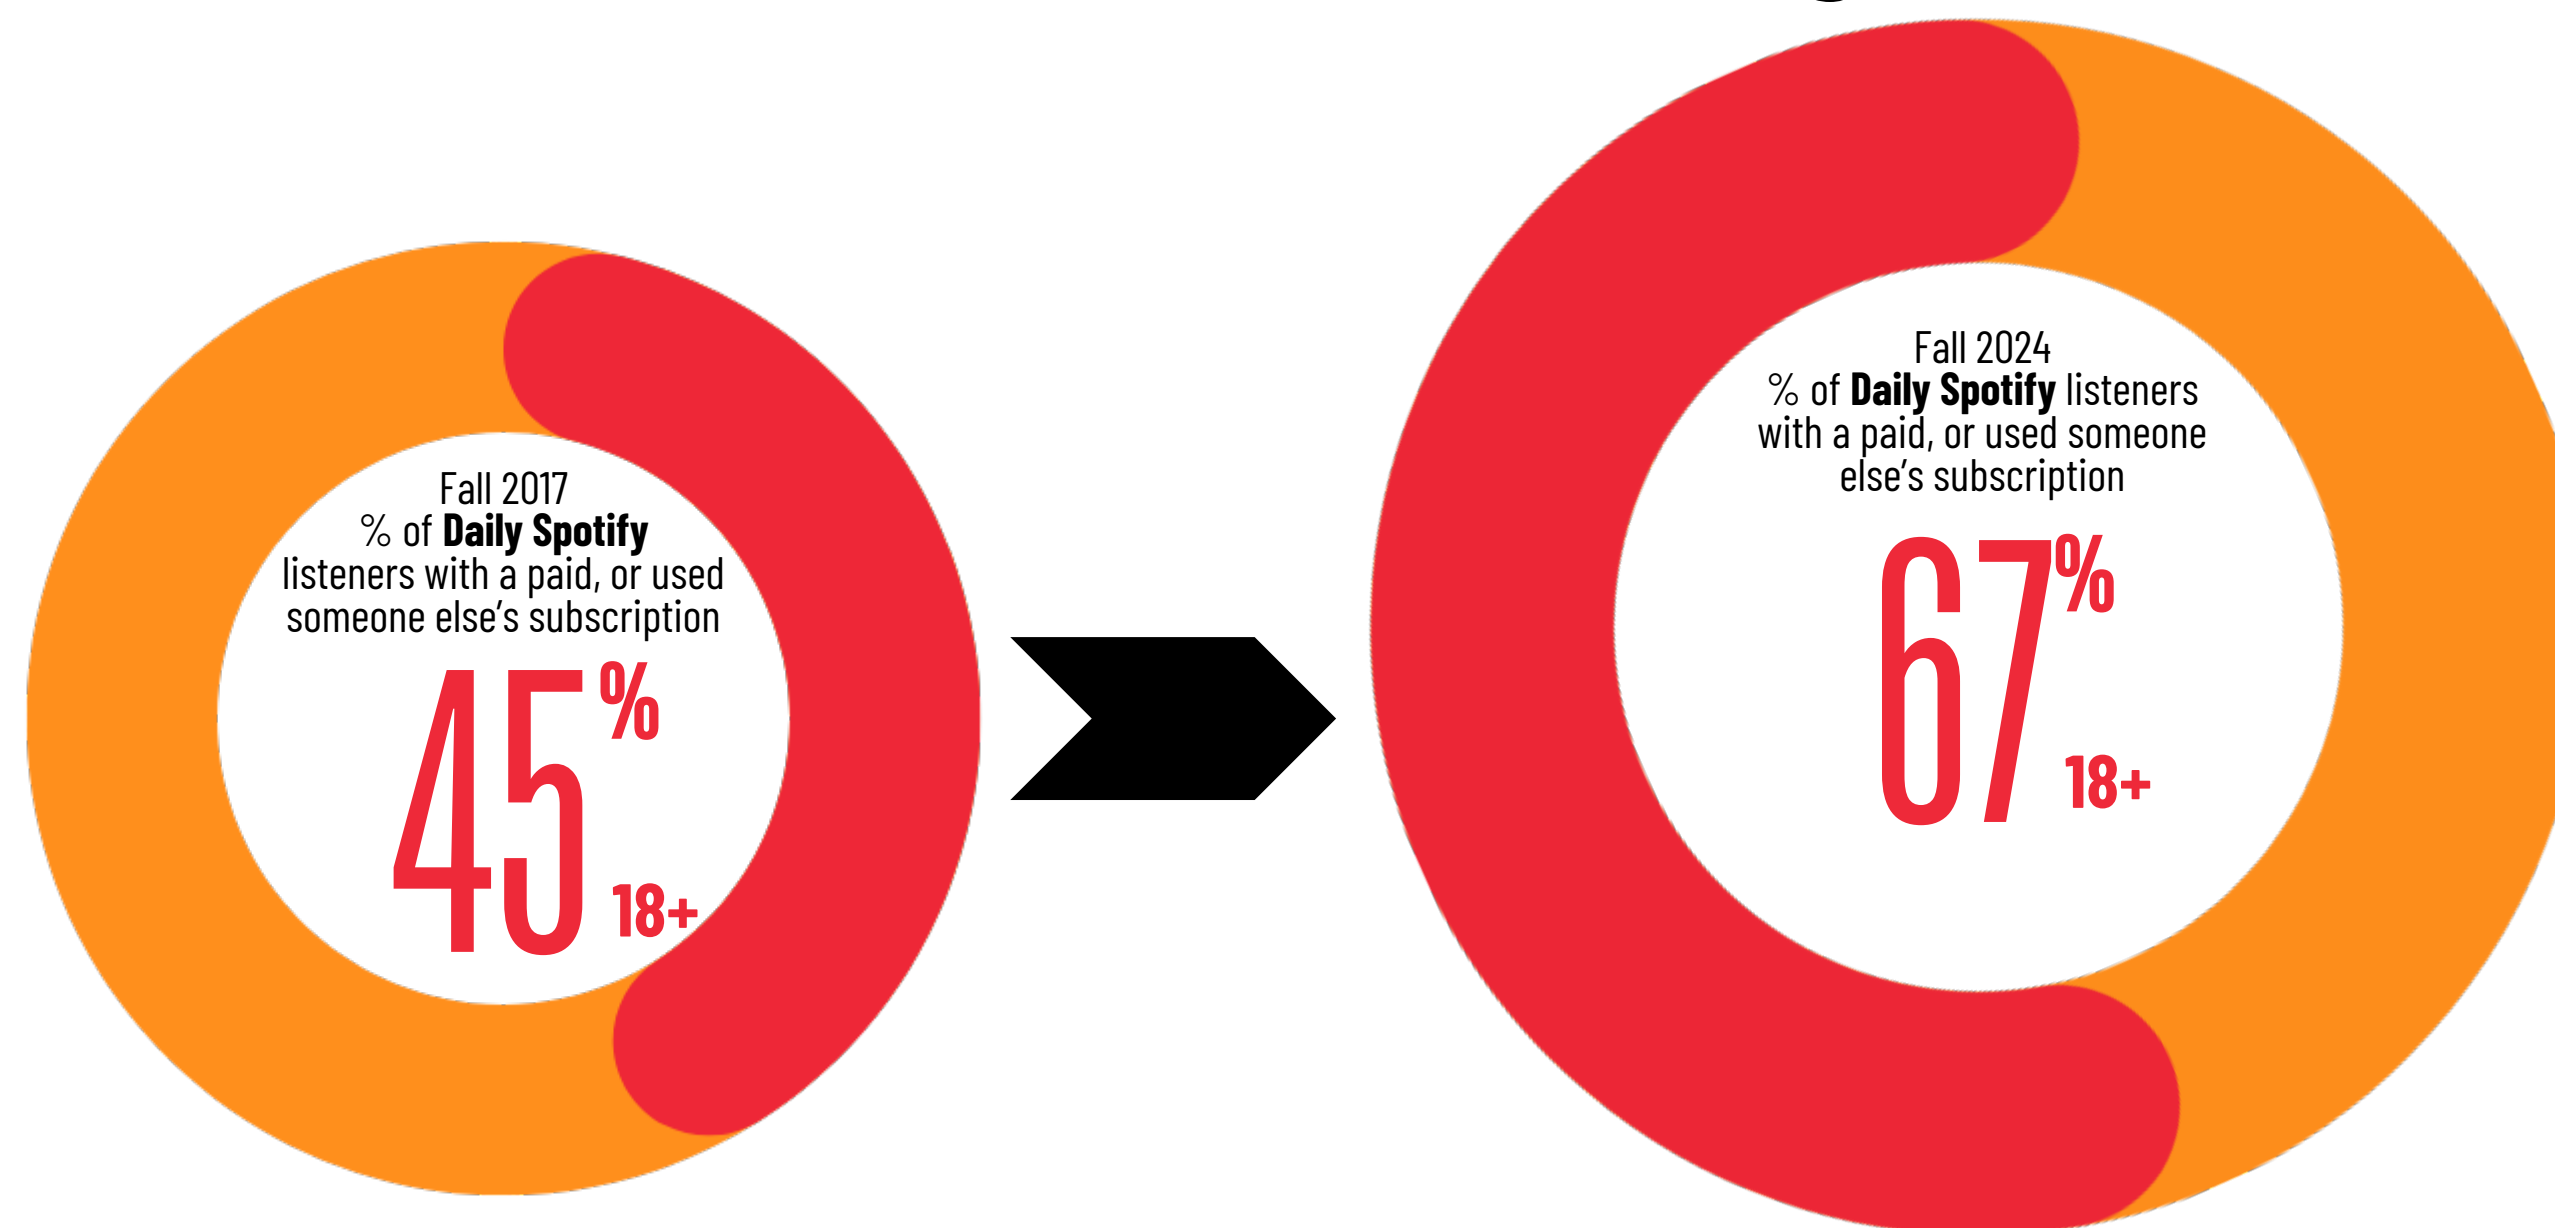 Fall 2017
% of Daily Spotify
listeners with a paid, or used
someone else's subscription
45%
18+
Fall 2024
% of Daily Spotify listeners
with a paid, or used someone
else's subscription
67%
18+